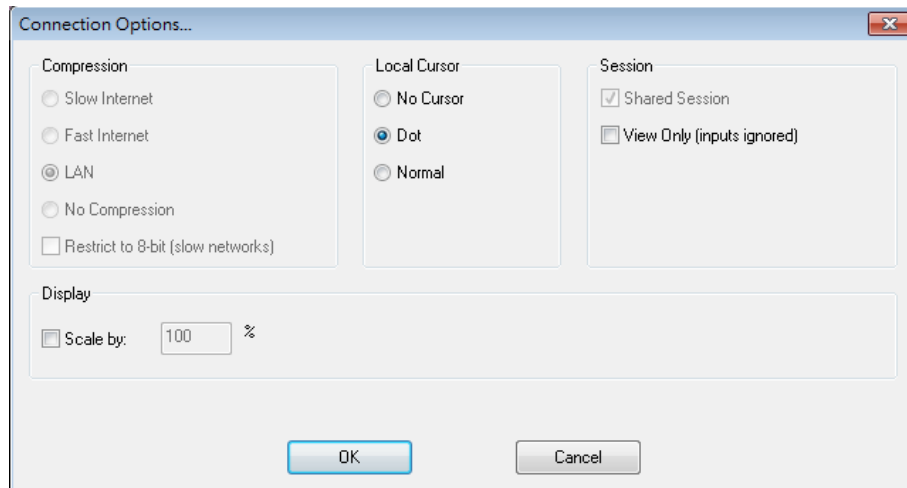 Connection Options...
Compression
Slow Internet
Fast Internet
LAN
No Compression
Restrict to 8-bit (slow networks)
Local Cursor
No Cursor
Dot
Normal
Session
Shared Session
View Only (inputs ignored)
Display
Scale by: 100 %
OK
Cancel